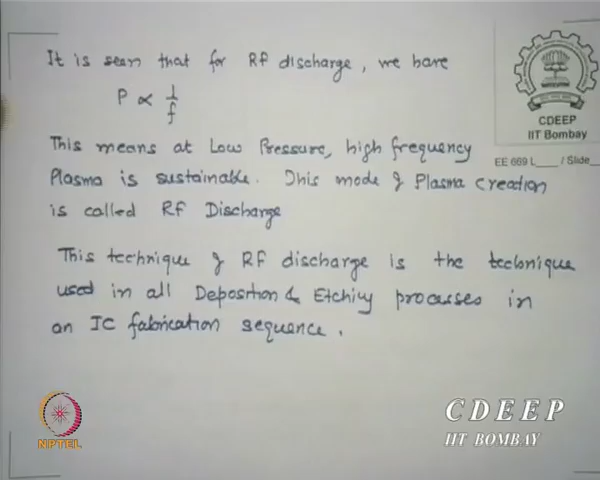 It is seen that for RF discharge, we have
P ∝ 1/f
This means at Low Pressure, high frequency
Plasma is sustainable. This mode of Plasma creation
is called RF Discharge
This technique of RF discharge is the technique
used in all Deposition & Etching processes in
an IC fabrication sequence.
CDEEP
IIT Bombay
EE 669 L____ / Slide
NPTEL
CDEEP
IIT BOMBAY